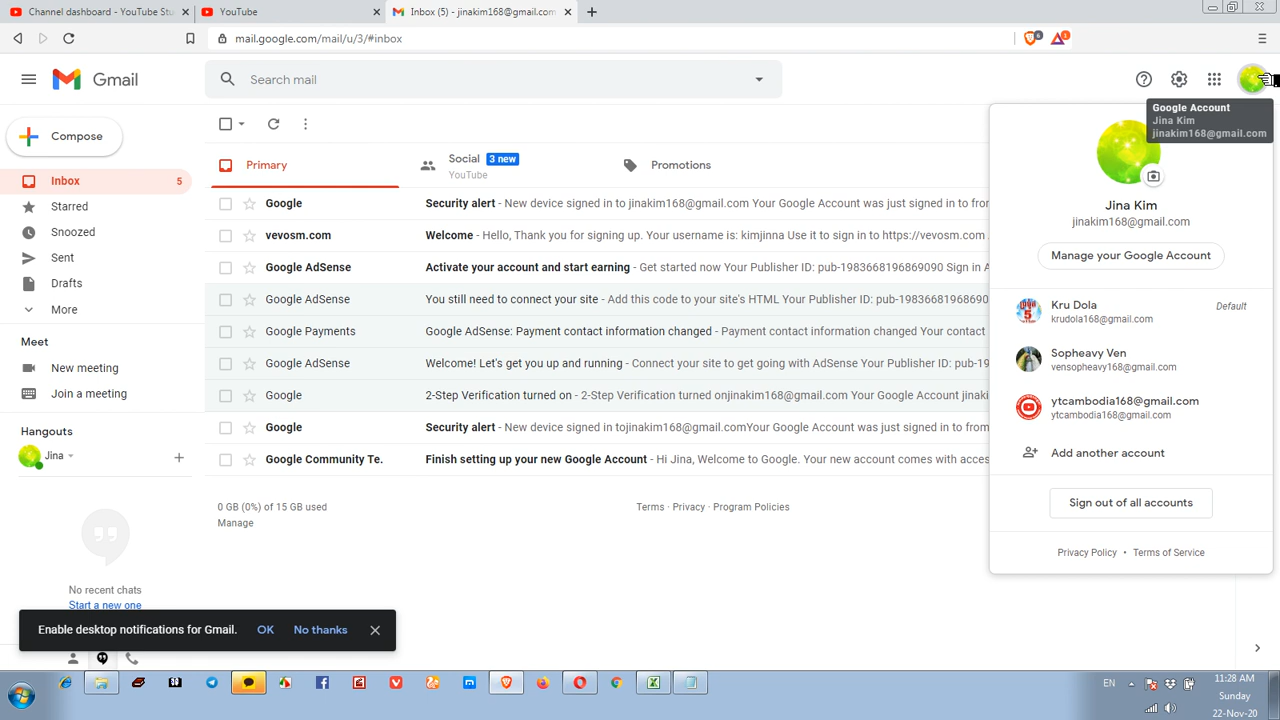 Channel dashboard - YouTube Stu
YouTube
Inbox (5) - jinakim168@gmail.com
mail.google.com/mail/u/3/#inbox
6
1
Gmail
Search mail
Google Account
Jina Kim
jinakim168@gmail.com
Compose
Inbox 5
Starred
Snoozed
Sent
Drafts
More
Meet
New meeting
Join a meeting
Hangouts
Jina
No recent chats
Start a new one
Primary
Social 3 new
YouTube
Promotions
Google Security alert - New device signed in to jinakim168@gmail.com Your Google Account was just signed in to from
vevosm.com Welcome - Hello, Thank you for signing up. Your username is: kimjinna Use it to sign in to https://vevosm.com
Google AdSense Activate your account and start earning - Get started now Your Publisher ID: pub-1983668196869090 Sign in A
Google AdSense You still need to connect your site - Add this code to your site's HTML Your Publisher ID: pub-19836681968690
Google Payments Google AdSense: Payment contact information changed - Payment contact information changed Your contact
Google AdSense Welcome! Let's get you up and running - Connect your site to get going with AdSense Your Publisher ID: pub-19
Google 2-Step Verification turned on - 2-Step Verification turned onjinakim168@gmail.com Your Google Account jinak
Google Security alert - New device signed in tojinakim168@gmail.comYour Google Account was just signed in to from
Google Community Te. Finish setting up your new Google Account - Hi Jina, Welcome to Google. Your new account comes with acces
0 GB (0%) of 15 GB used
Manage
Terms · Privacy · Program Policies
Jina Kim
jinakim168@gmail.com
Manage your Google Account
Kru Dola Default
krudola168@gmail.com
Sopheavy Ven
vensopheavy168@gmail.com
ytcambodia168@gmail.com
ytcambodia168@gmail.com
Add another account
Sign out of all accounts
Privacy Policy • Terms of Service
Enable desktop notifications for Gmail. OK No thanks
EN
11:28 AM
Sunday
22-Nov-20